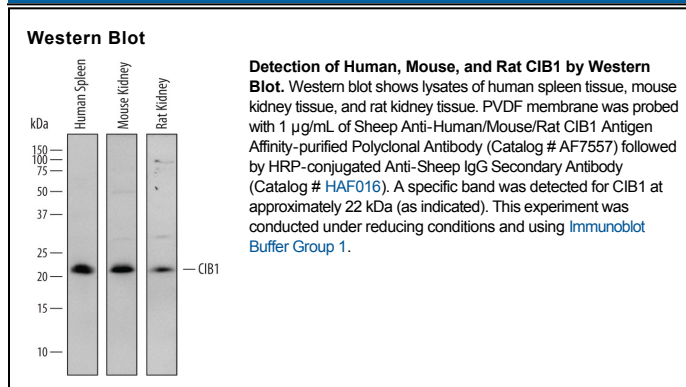 Western Blot
Human Spleen
Mouse Kidney
Rat Kidney
kDa
150
100
75
50
37
25
20
15
10
CIB1
Detection of Human, Mouse, and Rat CIB1 by Western
Blot. Western blot shows lysates of human spleen tissue, mouse
kidney tissue, and rat kidney tissue. PVDF membrane was probed
with 1 µg/mL of Sheep Anti-Human/Mouse/Rat CIB1 Antigen
Affinity-purified Polyclonal Antibody (Catalog # AF7557) followed
by HRP-conjugated Anti-Sheep IgG Secondary Antibody
(Catalog # HAF016). A specific band was detected for CIB1 at
approximately 22 kDa (as indicated). This experiment was
conducted under reducing conditions and using Immunoblot
Buffer Group 1.